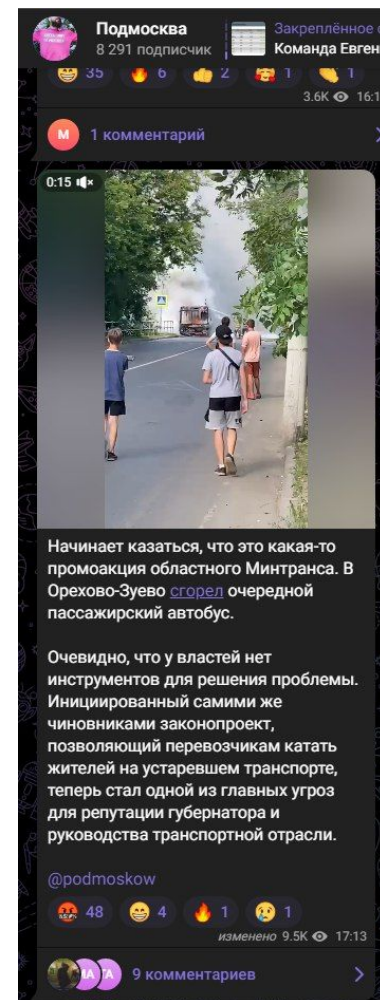 Подмосква
8 291 подписчик
Закреплённое
Команда Евген
😁 35 🔥 6 👍 2 🥰 1 👏 1
3.6K 16:1
М
1 комментарий
0:15
Начинает казаться, что это какая-то
промоакция областного Минтранса. В
Орехово-Зуево сгорел очередной
пассажирский автобус.
Очевидно, что у властей нет
инструментов для решения проблемы.
Инициированный самими же
чиновниками законопроект,
позволяющий перевозчикам катать
жителей на устаревшем транспорте,
теперь стал одной из главных угроз
для репутации губернатора и
руководства транспортной отрасли.
@podmoskow
🤬 48 😁 4 🔥 1 😢 1
изменено 9.5K 17:13
9 комментариев